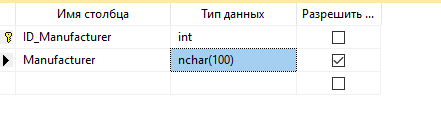 Имя столбца Тип данных Разрешить ...
ID_Manufacturer int
Manufacturer nchar(100)